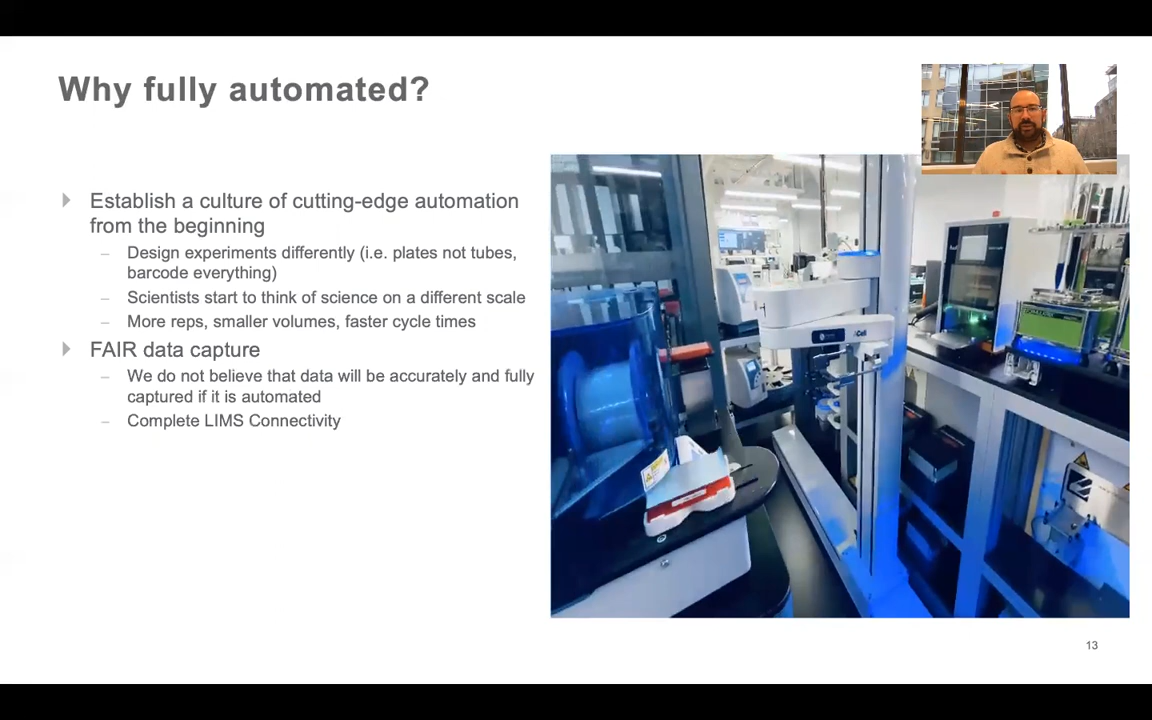 Why fully automated?
Establish a culture of cutting-edge automation
from the beginning
– Design experiments differently (i.e. plates not tubes,
barcode everything)
– Scientists start to think of science on a different scale
– More reps, smaller volumes, faster cycle times
FAIR data capture
– We do not believe that data will be accurately and fully
captured if it is automated
– Complete LIMS Connectivity
13